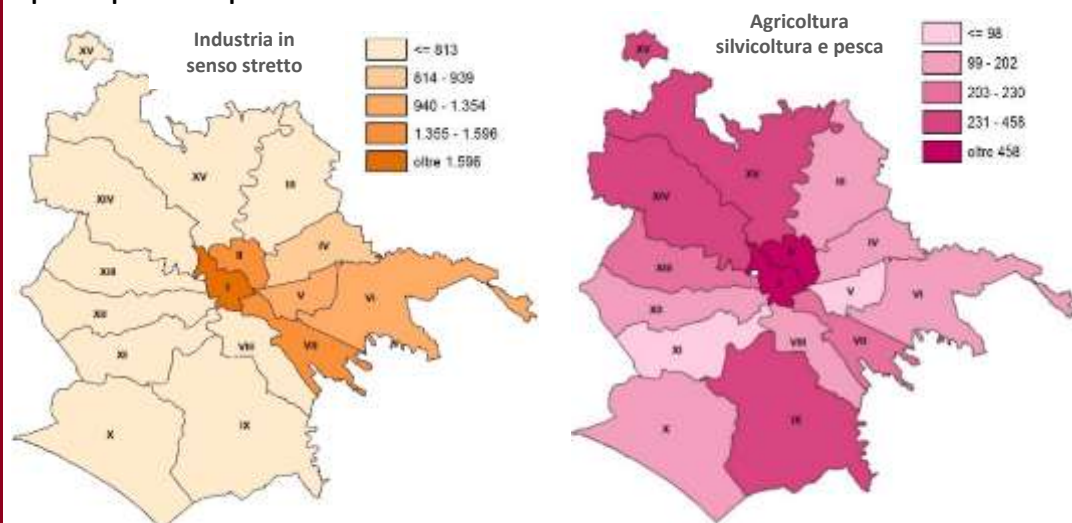 Industria in
senso stretto
<= 813
814 - 939
940 - 1.354
1.355 - 1.596
oltre 1.596
XV
XV
III
XIV
II
IV
XIII
I
V
VI
XII
XI
VIII
VII
X
IX
Agricoltura
silvicoltura e pesca
<= 98
99 - 202
203 - 230
231 - 458
oltre 458
XV
XV
III
XIV
IV
XIII
V
VI
XII
XI
VIII
VII
X
IX